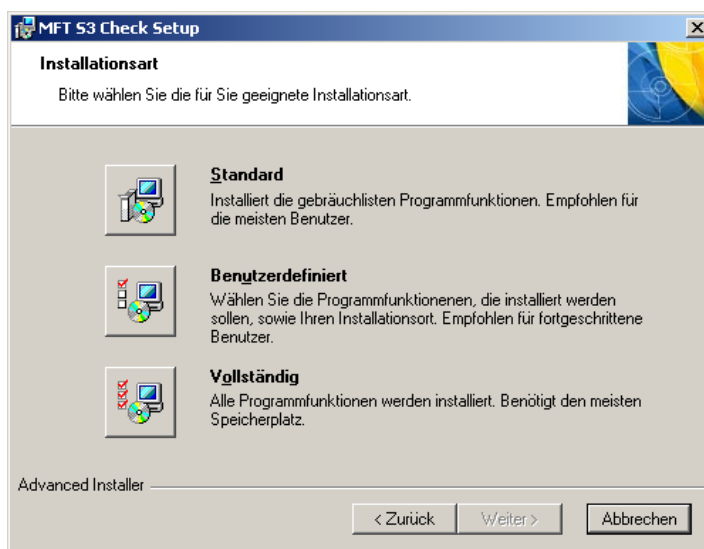 MFT S3 Check Setup
Installationsart
Bitte wählen Sie die für Sie geeignete Installationsart.
Standard
Installiert die gebräuchlisten Programmfunktionen. Empfohlen für
die meisten Benutzer.
Benutzerdefiniert
Wählen Sie die Programmfunktionenen, die installiert werden
sollen, sowie Ihren Installationsort. Empfohlen für fortgeschrittene
Benutzer.
Vollständig
Alle Programmfunktionen werden installiert. Benötigt den meisten
Speicherplatz.
Advanced Installer
< Zurück
Weiter >
Abbrechen